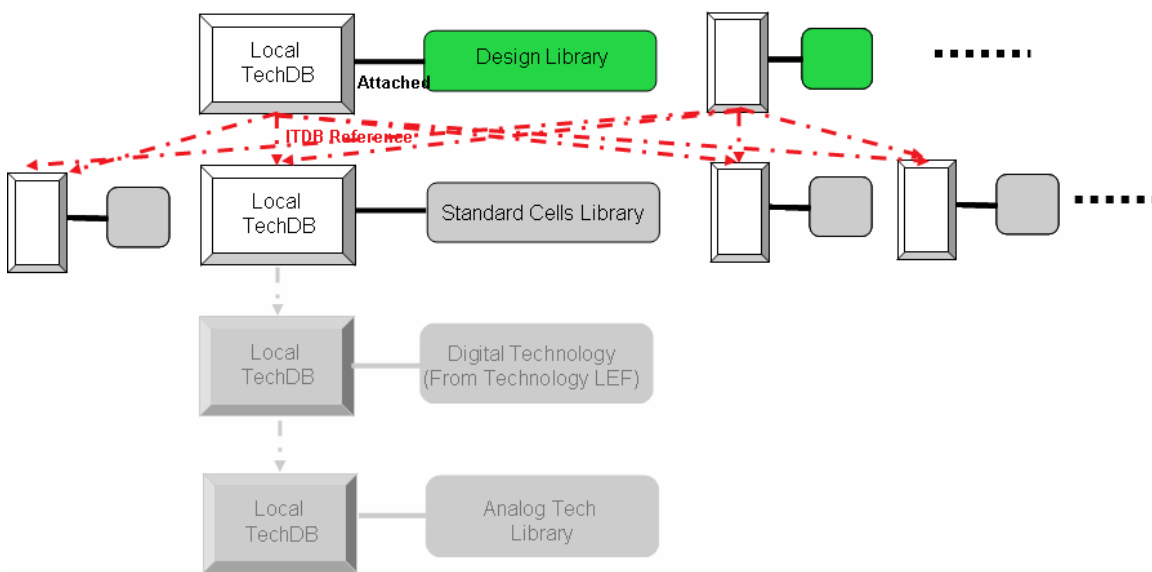 Local
TechDB
Attached
Design Library
ITDB Reference
Local
TechDB
Standard Cells Library
Local
TechDB
Digital Technology
(From Technology LEF)
Local
TechDB
Analog Tech
Library